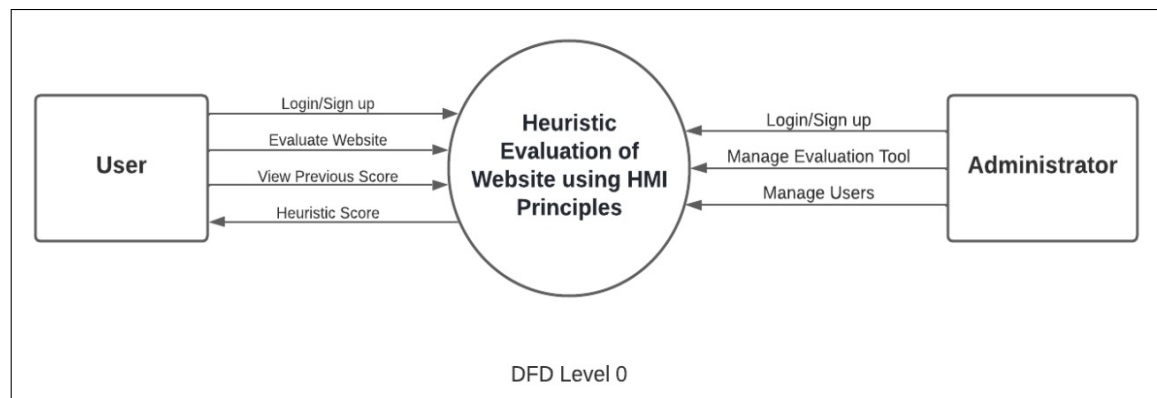 User
Login/Sign up
Evaluate Website
View Previous Score
Heuristic Score
Heuristic
Evaluation of
Website using HMI
Principles
Login/Sign up
Manage Evaluation Tool
Manage Users
Administrator
DFD Level 0